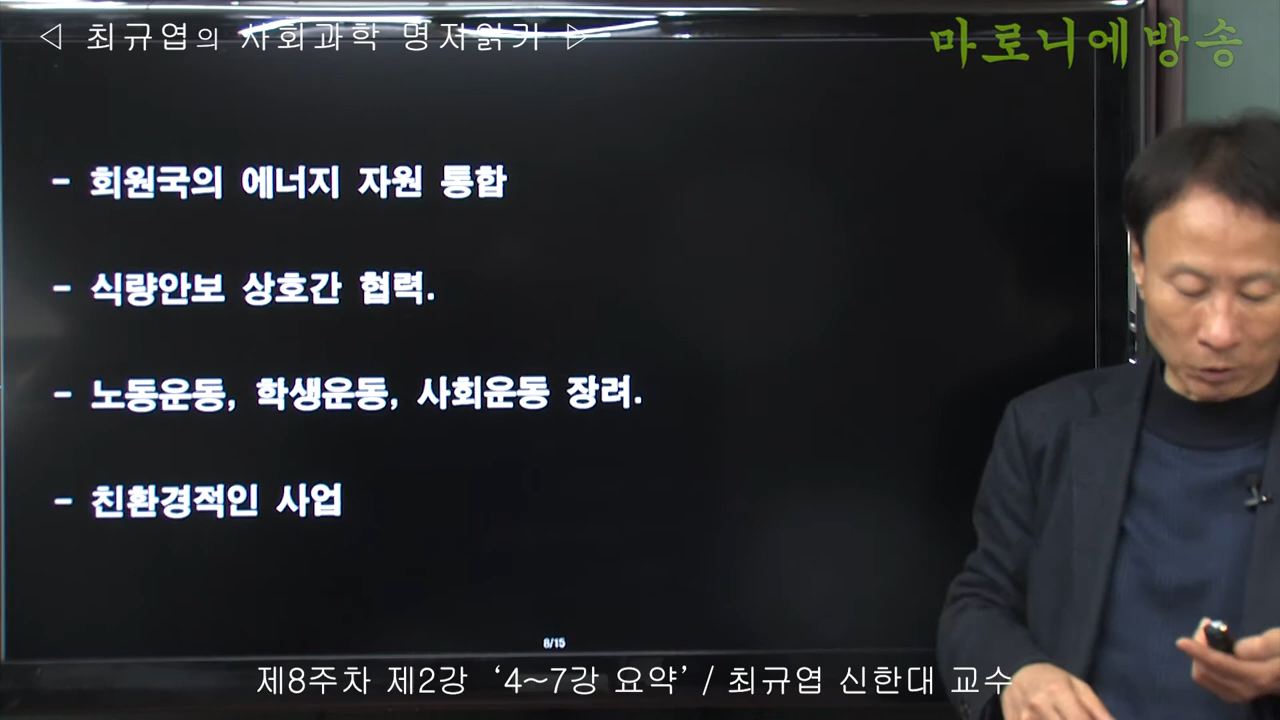 ◁ 최규엽의 사회과학 명저읽기 ▷
마로니에방송
- 회원국의 에너지 자원 통합
- 식량안보 상호간 협력.
- 노동운동, 학생운동, 사회운동 장려.
- 친환경적인 사업
8/15
제8주차 제2강 ‘4~7강 요약’ / 최규엽 신한대 교수